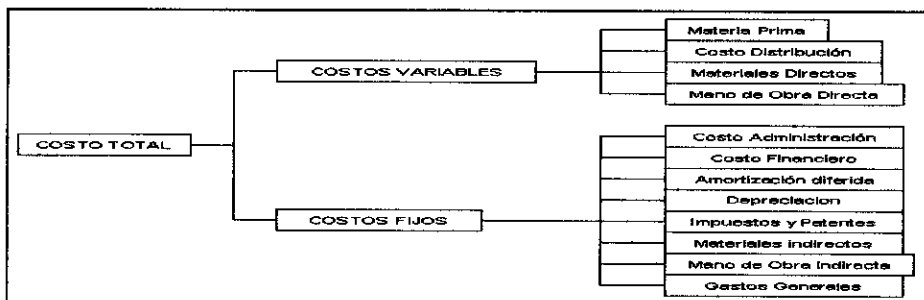 COSTO TOTAL
COSTOS VARIABLES
Materia Prima
Costo Distribución
Materiales Directos
Mano de Obra Directa
COSTOS FIJOS
Costo Administración
Costo Financiero
Amortización diferida
Depreciacion
Impuestos y Patentes
Materiales indirectos
Mano de Obra Indirecta
Gastos Generales